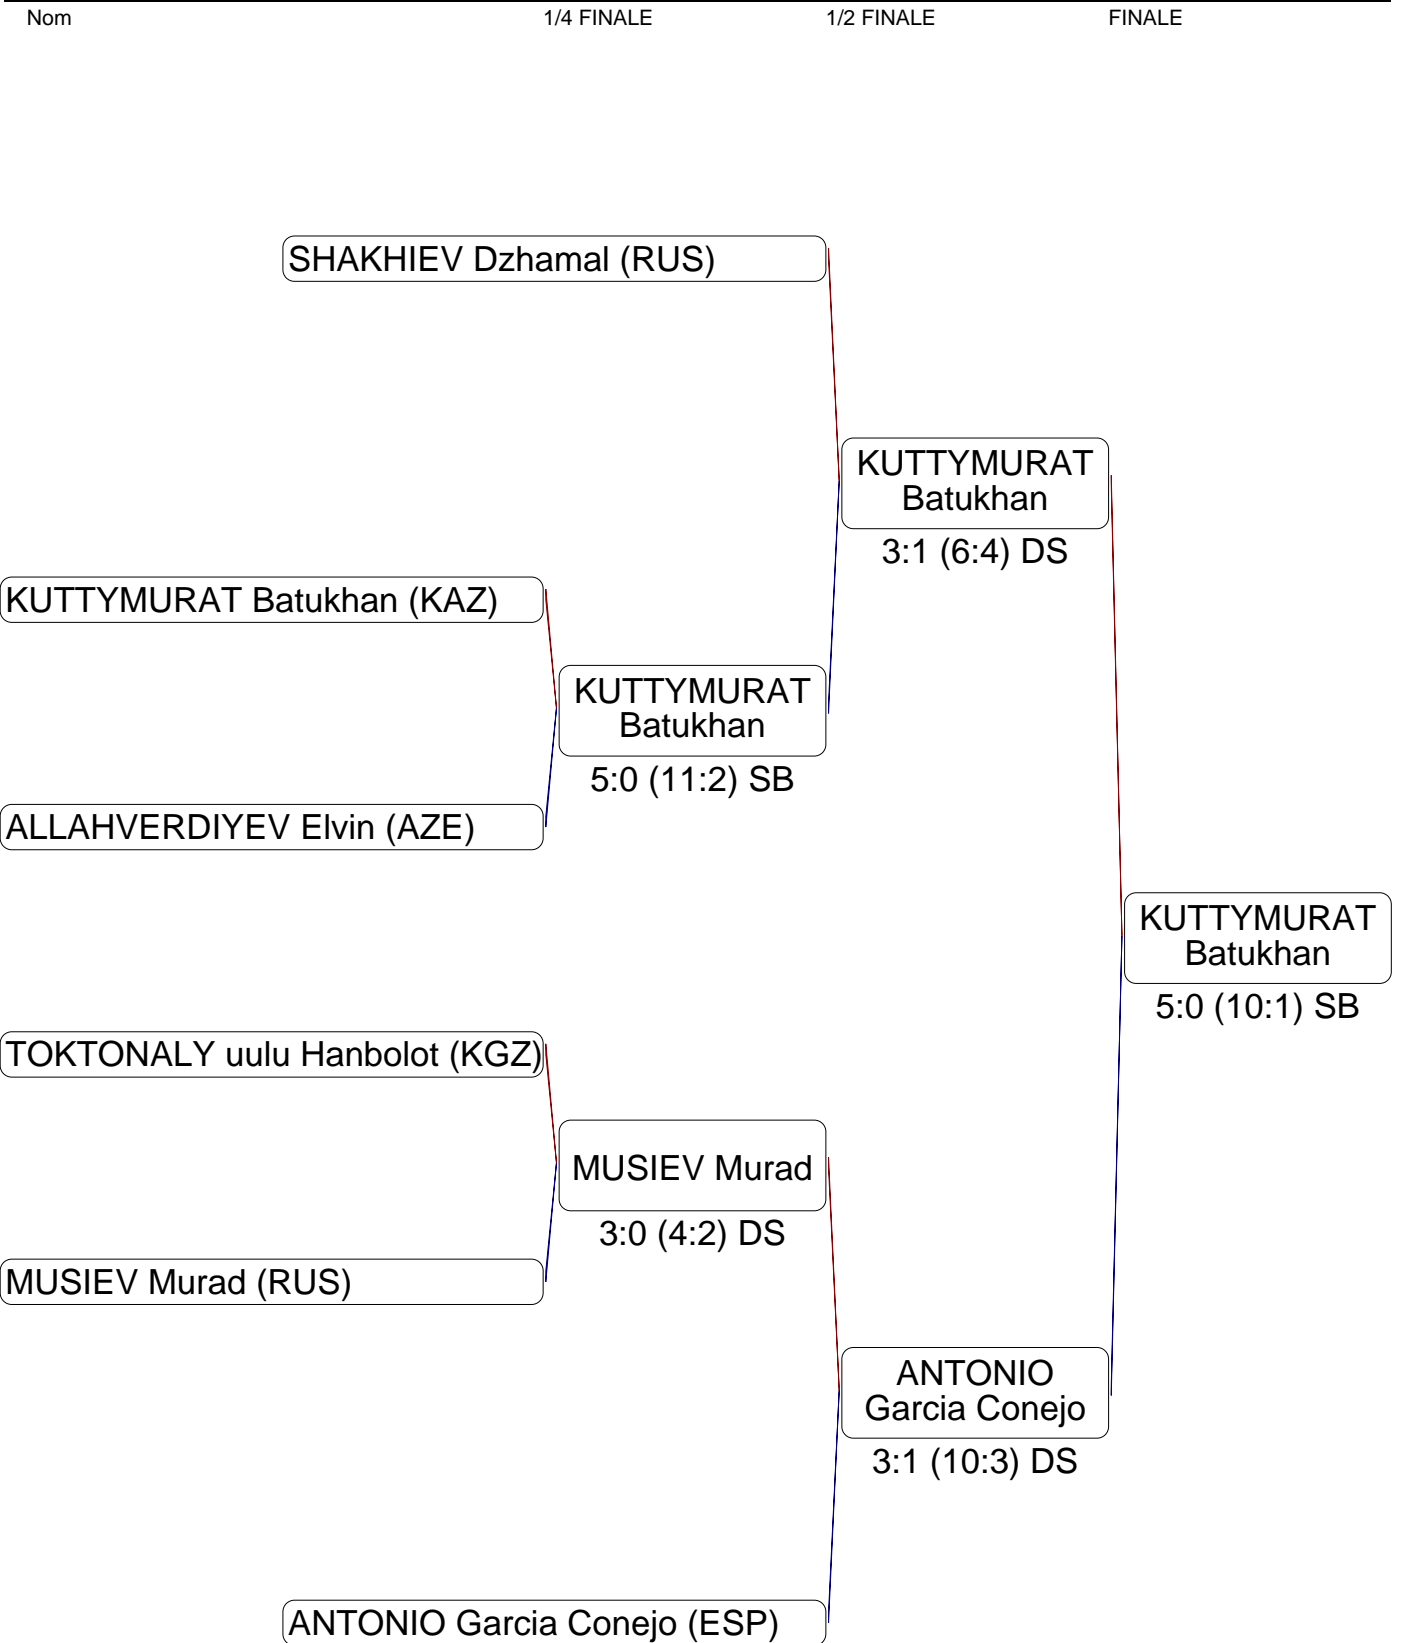 Nom 1/4 FINALE 1/2 FINALE FINALE
SHAKHIEV Dzhamal (RUS)
KUTTYMURAT
Batukhan
3:1 (6:4) DS
KUTTYMURAT Batukhan (KAZ)
KUTTYMURAT
Batukhan
5:0 (11:2) SB
ALLAHVERDIYEV Elvin (AZE)
KUTTYMURAT
Batukhan
5:0 (10:1) SB
TOKTONALY uulu Hanbolot (KGZ)
MUSIEV Murad
3:0 (4:2) DS
MUSIEV Murad (RUS)
ANTONIO
Garcia Conejo
3:1 (10:3) DS
ANTONIO Garcia Conejo (ESP)